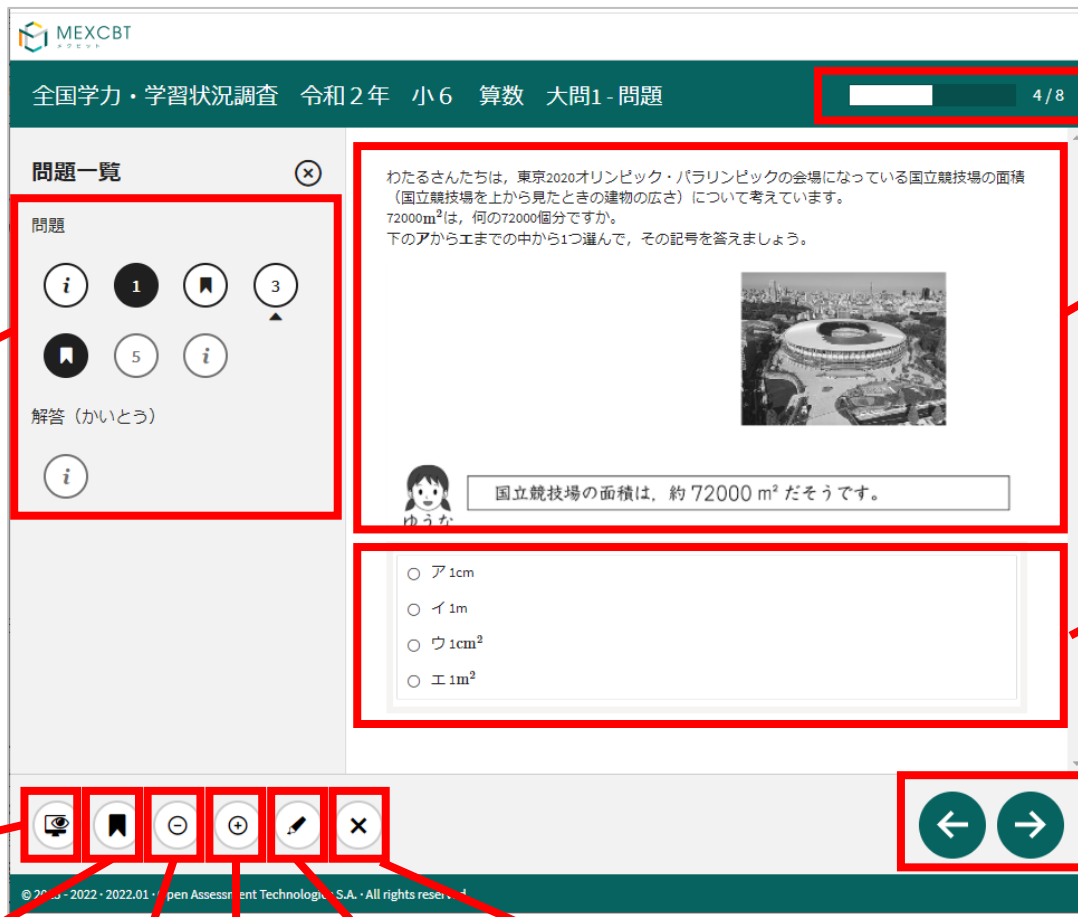 MEXCBT
メクビット
全国学力・学習状況調査 令和2年 小6 算数 大問1 - 問題
4/8
問題一覧
問題
i
1
3
5
i
解答（かいとう）
i
わたるさんたちは，東京2020オリンピック・パラリンピックの会場になっている国立競技場の面積
（国立競技場を上から見たときの建物の広さ）について考えています。
72000m²は，何の72000個分ですか。
下のアからエまでの中から1つ選んで，その記号を答えましょう。
国立競技場の面積は，約 72000 m² だそうです。
ゆうな
ア 1cm
イ 1m
ウ 1cm²
エ 1m²
- 2022 · 2022.01 · Open Assessment Technologies S.A. · All rights reserved.